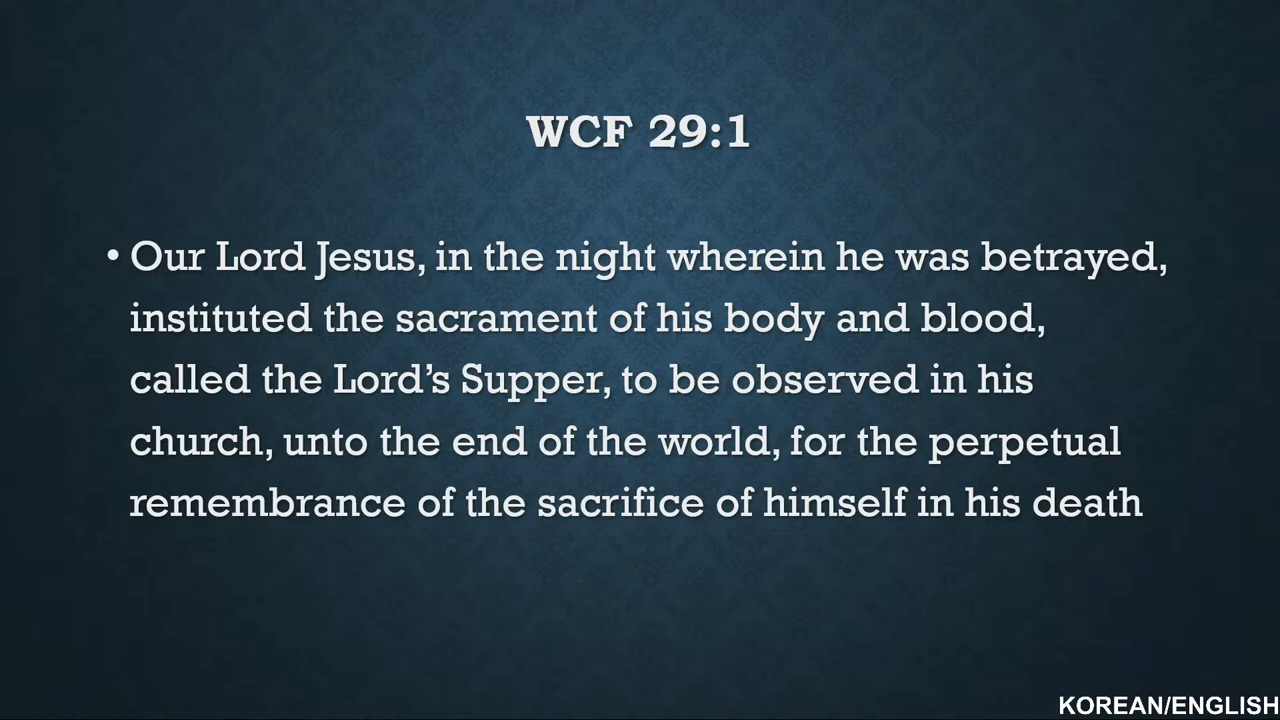 WCF 29:1
• Our Lord Jesus, in the night wherein he was betrayed,
instituted the sacrament of his body and blood,
called the Lord’s Supper, to be observed in his
church, unto the end of the world, for the perpetual
remembrance of the sacrifice of himself in his death
KOREAN/ENGLISH